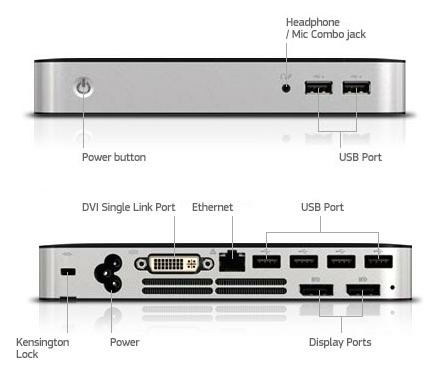 Headphone
/ Mic Combo jack
Power button
USB Port
DVI Single Link Port
Ethernet
USB Port
Kensington
Lock
Power
Display Ports